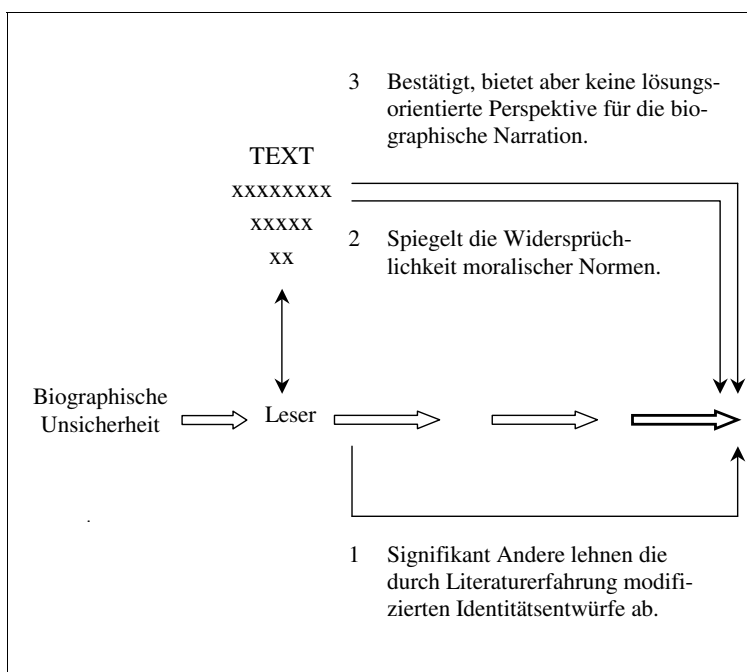 3 Bestätigt, bietet aber keine lösungs-
orientierte Perspektive für die bio-
graphische Narration.
TEXT
xxxxxxxx
xxxxx
xx
2 Spiegelt die Widersprüch-
lichkeit moralischer Normen.
Biographische
Unsicherheit
Leser
1 Signifikant Andere lehnen die
durch Literaturerfahrung modifi-
zierten Identitätsentwürfe ab.